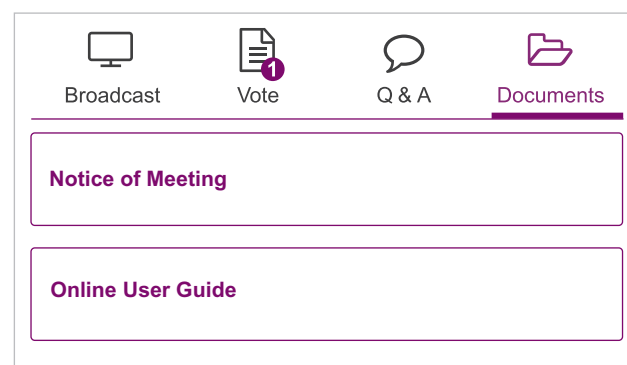 1
Broadcast Vote Q & A Documents
Notice of Meeting
Online User Guide